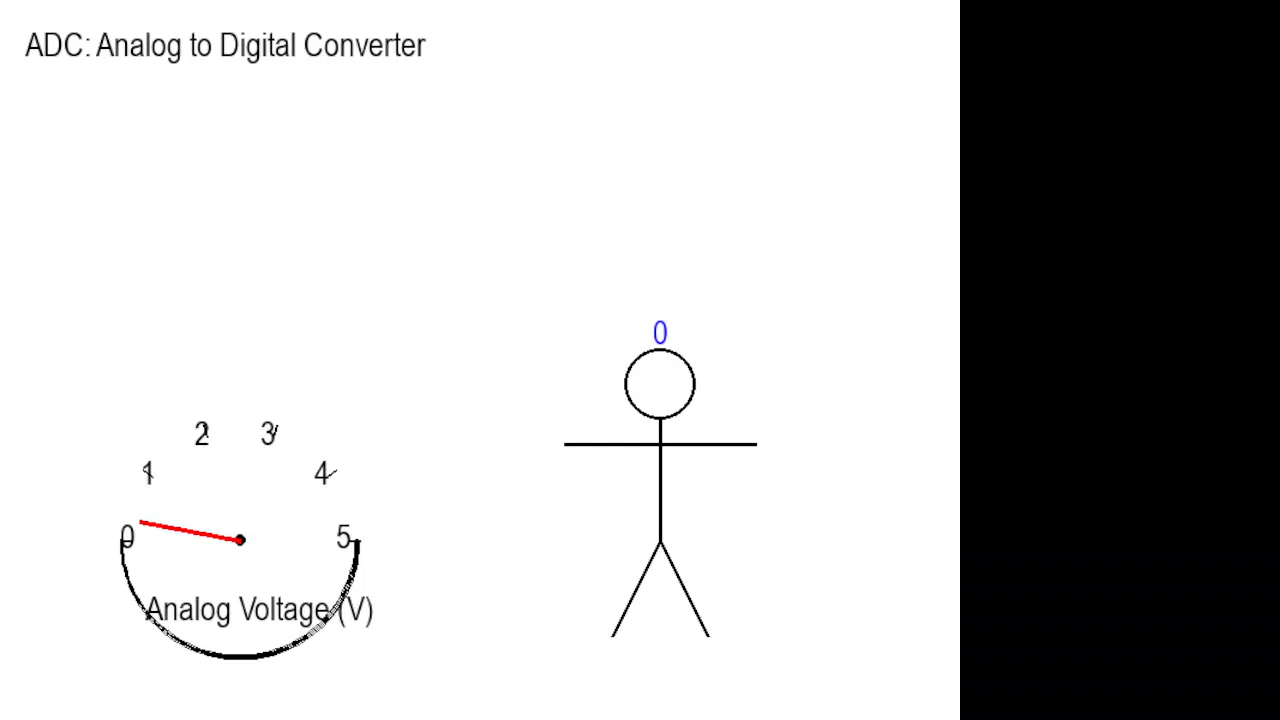 ADC: Analog to Digital Converter
0
2 3
1 4
0 5
Analog Voltage (V)